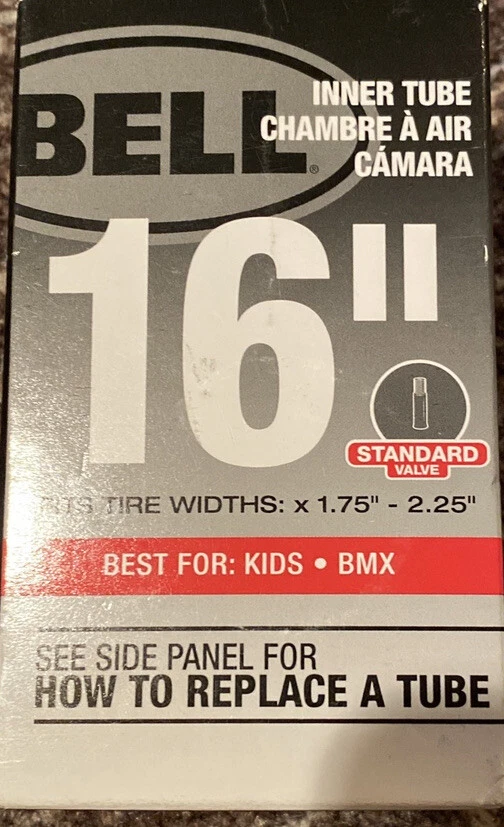 BELL®
INNER TUBE
CHAMBRE À AIR
CÁMARA
16"
STANDARD
VALVE
FITS TIRE WIDTHS: x 1.75" - 2.25"
BEST FOR: KIDS • BMX
SEE SIDE PANEL FOR
HOW TO REPLACE A TUBE